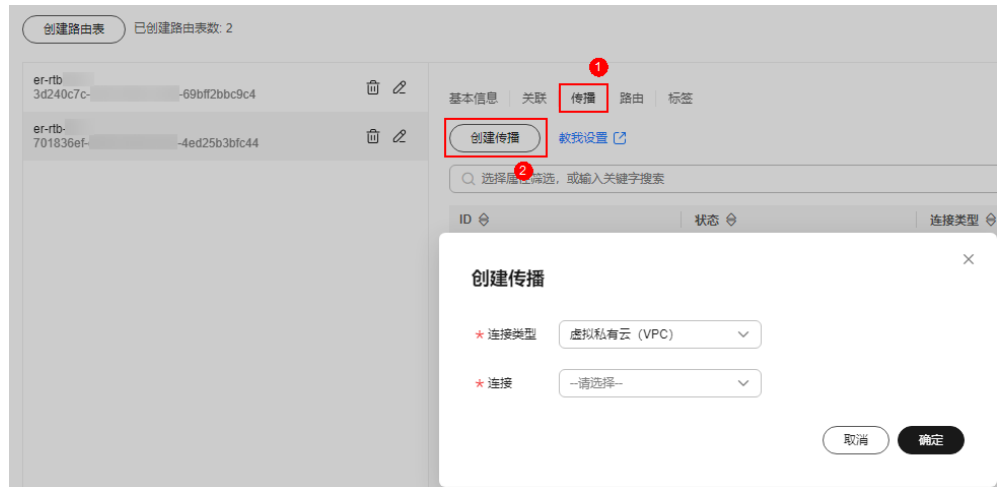 创建路由表 已创建路由表数: 2
er-rtb
3d240c7c- -69bff2bbc9c4
er-rtb-
701836ef- -4ed25b3bfc44
1
基本信息 关联 传播 路由 标签
创建传播 教我设置
2
选择属性筛选，或输入关键字搜索
ID 状态 连接类型
创建传播
* 连接类型 虚拟私有云（VPC）
* 连接 --请选择--
取消 确定